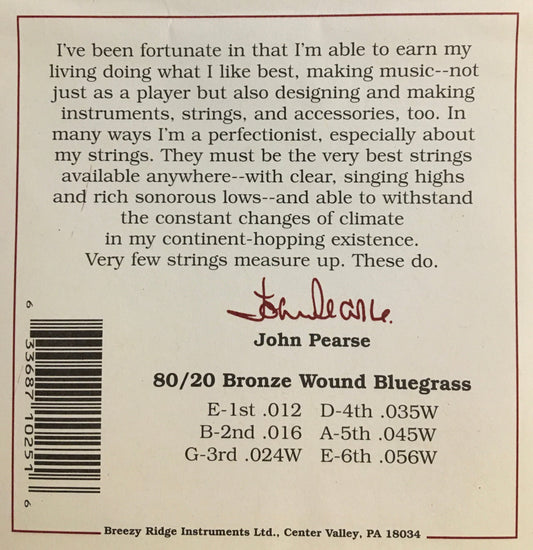 I've been fortunate in that I'm able to earn my
living doing what I like best, making music--not
just as a player but also designing and making
instruments, strings, and accessories, too. In
many ways I'm a perfectionist, especially about
my strings. They must be the very best strings
available anywhere--with clear, singing highs
and rich sonorous lows--and able to withstand
the constant changes of climate
in my continent-hopping existence.
Very few strings measure up. These do.
John Pearse.
John Pearse
80/20 Bronze Wound Bluegrass
E-1st .012 D-4th .035W
B-2nd .016 A-5th .045W
G-3rd .024W E-6th .056W
6 33687 10251 6
Breezy Ridge Instruments Ltd., Center Valley, PA 18034